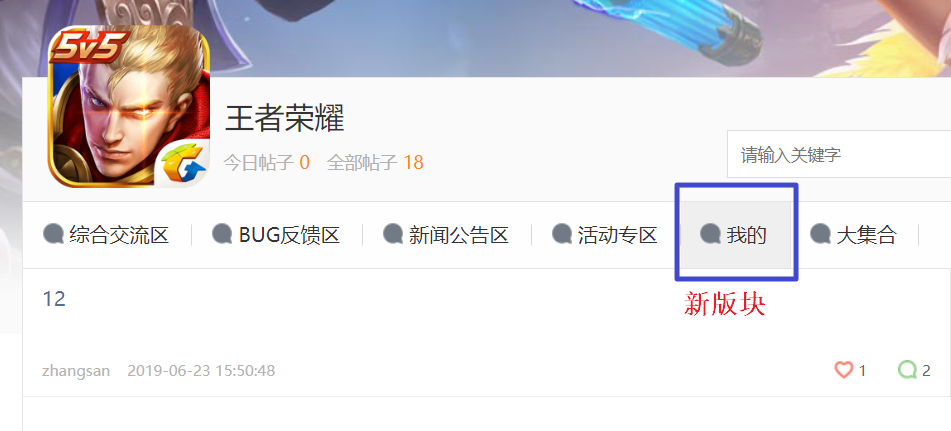 5v5
王者荣耀
今日帖子 0 全部帖子 18
请输入关键字
综合交流区 BUG反馈区 新闻公告区 活动专区 我的 大集合
新版块
12
zhangsan 2019-06-23 15:50:48 1 2